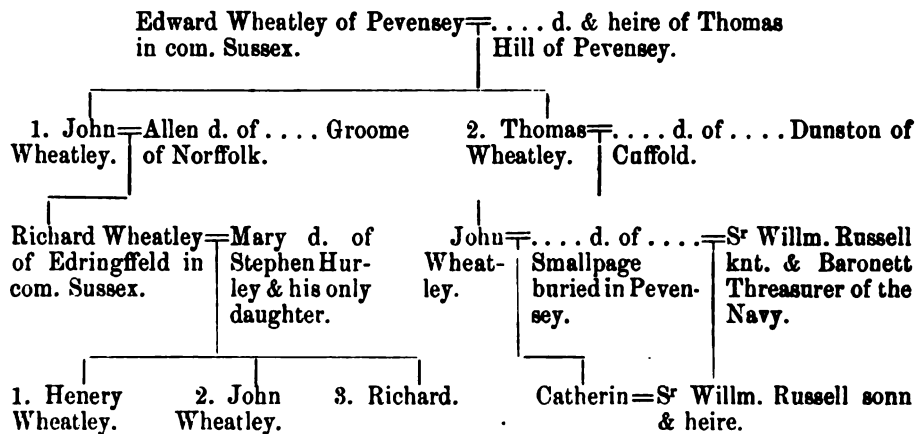 Edward Wheatley of Pevensey=. . . . d. & heire of Thomas
in com. Sussex. Hill of Pevensey.
1. John=Allen d. of . . . . Groome
Wheatley. of Norffolk.
2. Thomas=. . . . d. of . . . . Dunston of
Wheatley. Cuffold.
Richard Wheatley=Mary d. of
of Edringffeld in Stephen Hur-
com. Sussex. ley & his only
daughter.
John=. . . . d. of . . . .=Sr Willm. Russell
Wheat- Smallpage knt. & Baronett
ley. buried in Peven- Threasurer of the
sey. Navy.
1. Henery
Wheatley.
2. John
Wheatley.
3. Richard.
Catherin=Sr Willm. Russell sonn
& heire.